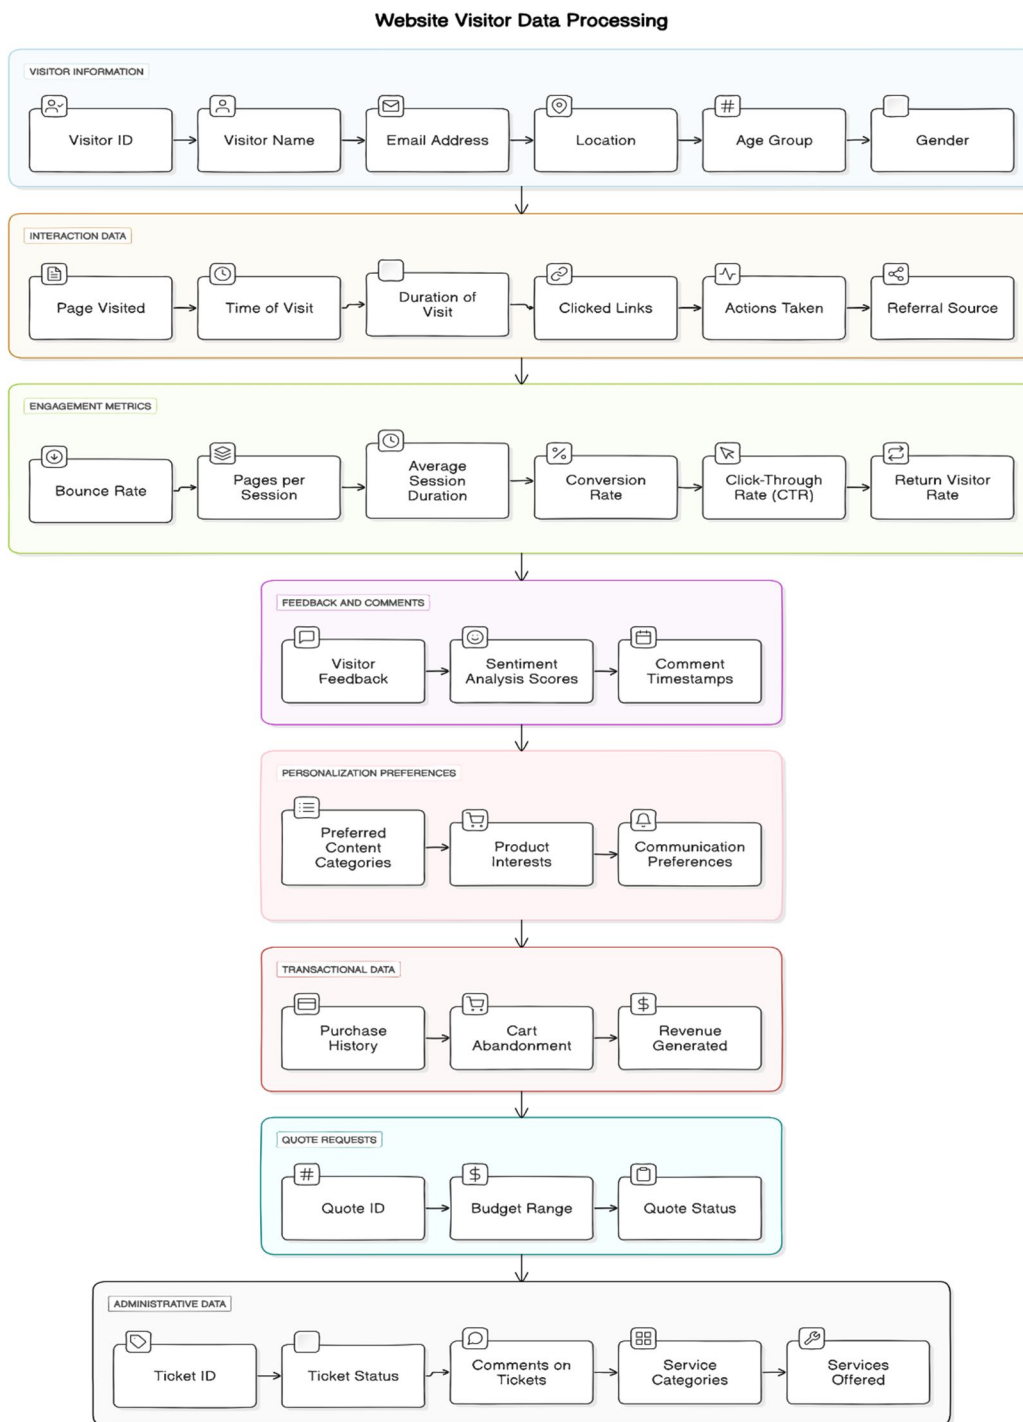 Website Visitor Data Processing
VISITOR INFORMATION
Visitor ID
Visitor Name
Email Address
Location
Age Group
Gender
INTERACTION DATA
Page Visited
Time of Visit
Duration of
Visit
Clicked Links
Actions Taken
Referral Source
ENGAGEMENT METRICS
Bounce Rate
Pages per
Session
Average
Session
Duration
Conversion
Rate
Click-Through
Rate (CTR)
Return Visitor
Rate
FEEDBACK AND COMMENTS
Visitor
Feedback
Sentiment
Analysis Scores
Comment
Timestamps
PERSONALIZATION PREFERENCES
Preferred
Content
Categories
Product
Interests
Communication
Preferences
TRANSACTIONAL DATA
Purchase
History
Cart
Abandonment
Revenue
Generated
QUOTE REQUESTS
Quote ID
Budget Range
Quote Status
ADMINISTRATIVE DATA
Ticket ID
Ticket Status
Comments on
Tickets
Service
Categories
Services
Offered